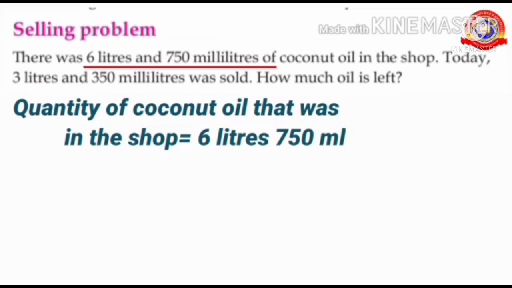 Selling problem
Made with KINEMASTER
There was 6 litres and 750 millilitres of coconut oil in the shop. Today,
3 litres and 350 millilitres was sold. How much oil is left?
Quantity of coconut oil that was
in the shop= 6 litres 750 ml